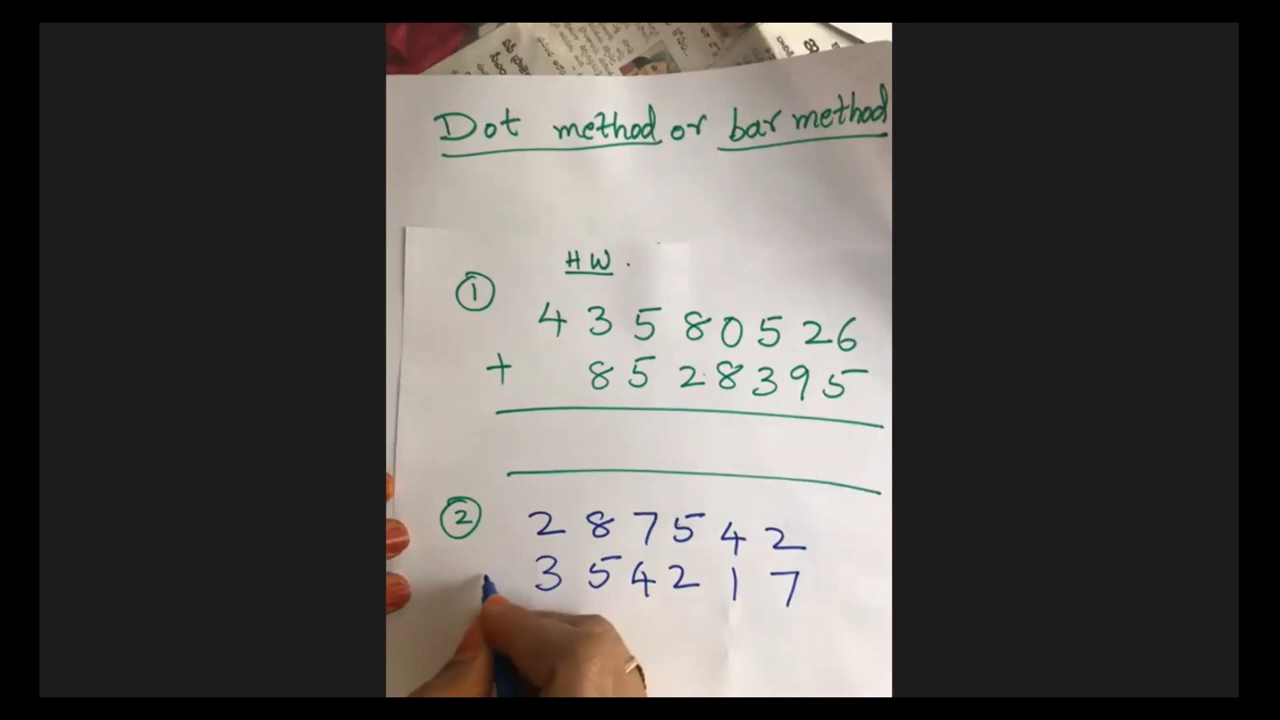 Dot method or bar method
HW.
①
4 3 5 8 0 5 2 6
+ 8 5 2 8 3 9 5
② 2 8 7 5 4 2
3 5 4 2 1 7